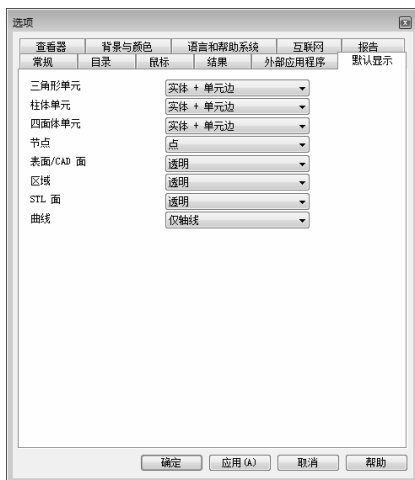 选项
查看器 背景与颜色 语言和帮助系统 互联网 报告
常规 目录 鼠标 结果 外部应用程序 默认显示
三角形单元 实体 + 单元边
柱体单元 实体 + 单元边
四面体单元 实体 + 单元边
节点 点
表面/CAD 面 透明
区域 透明
STL 面 透明
曲线 仅轴线
确定 应用(A) 取消 帮助